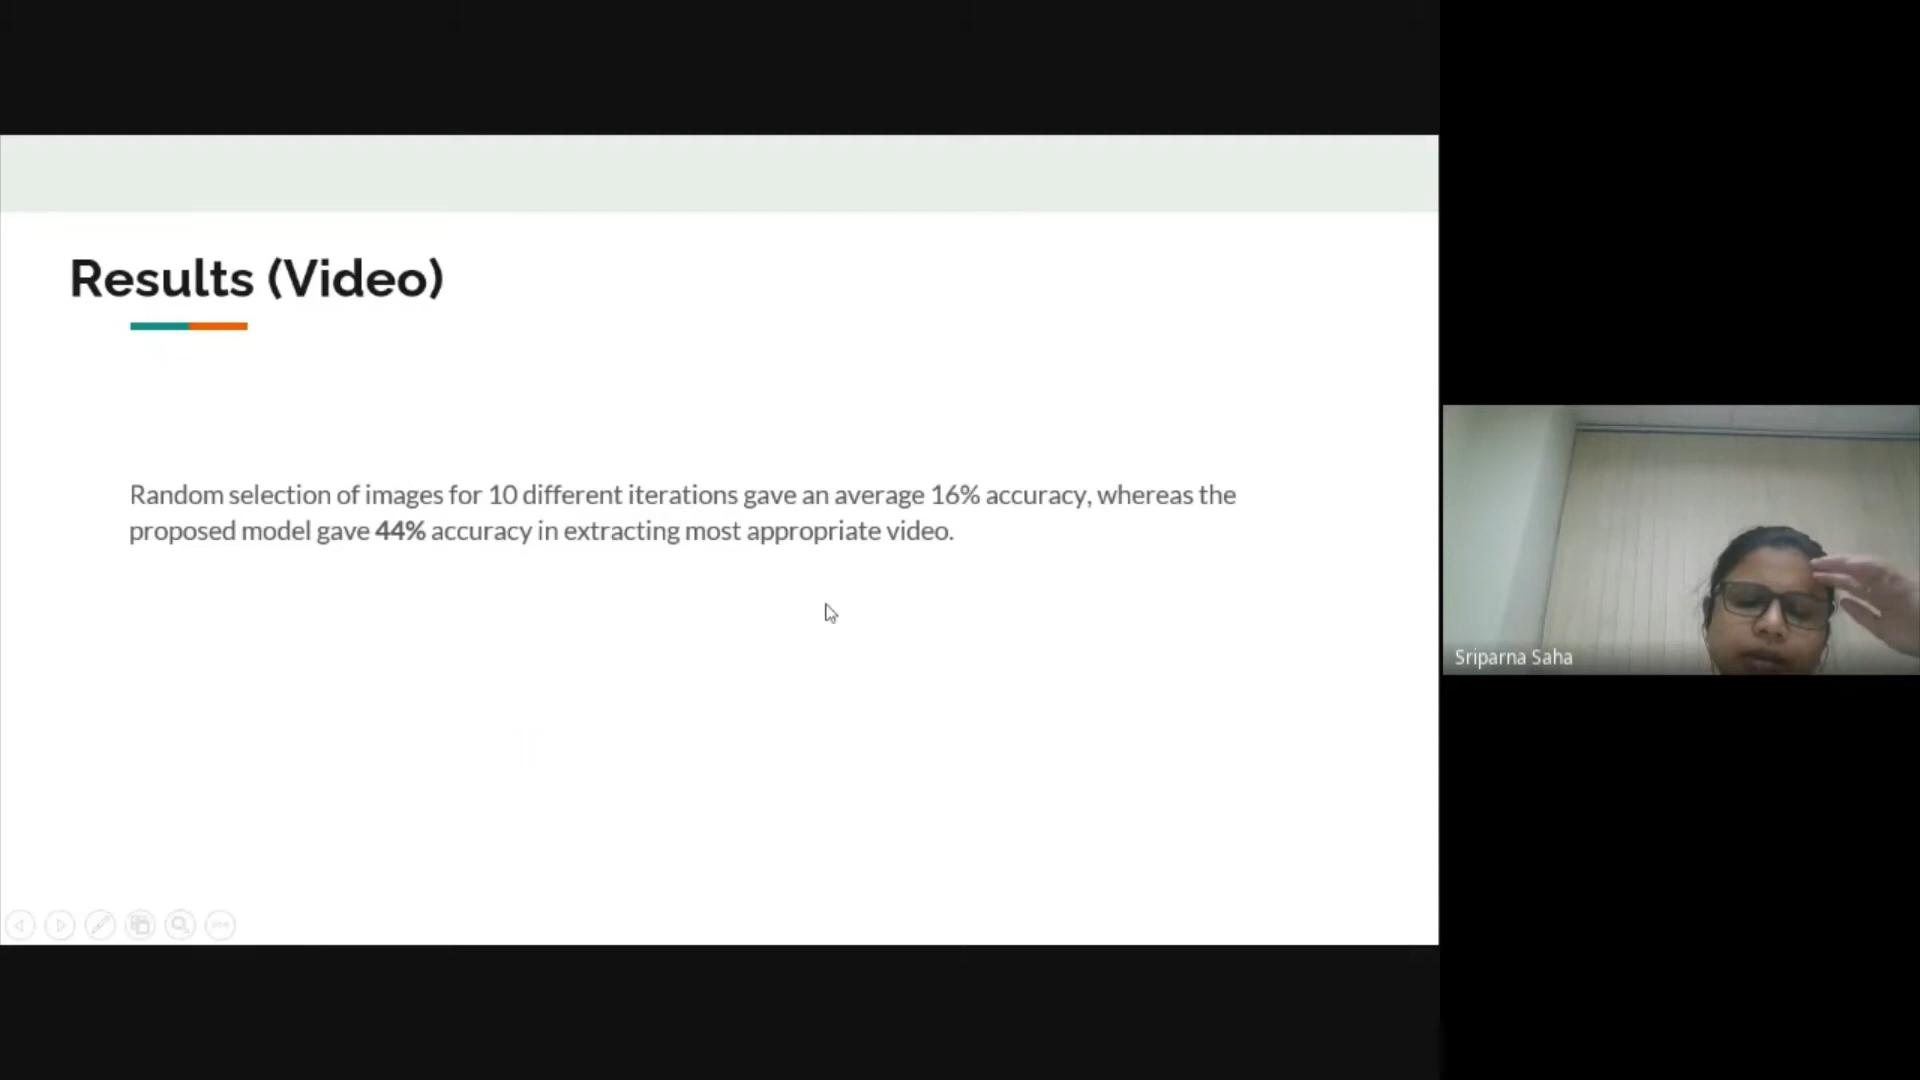 Results (Video)
Random selection of images for 10 different iterations gave an average 16% accuracy, whereas the
proposed model gave 44% accuracy in extracting most appropriate video.
Sriparna Saha